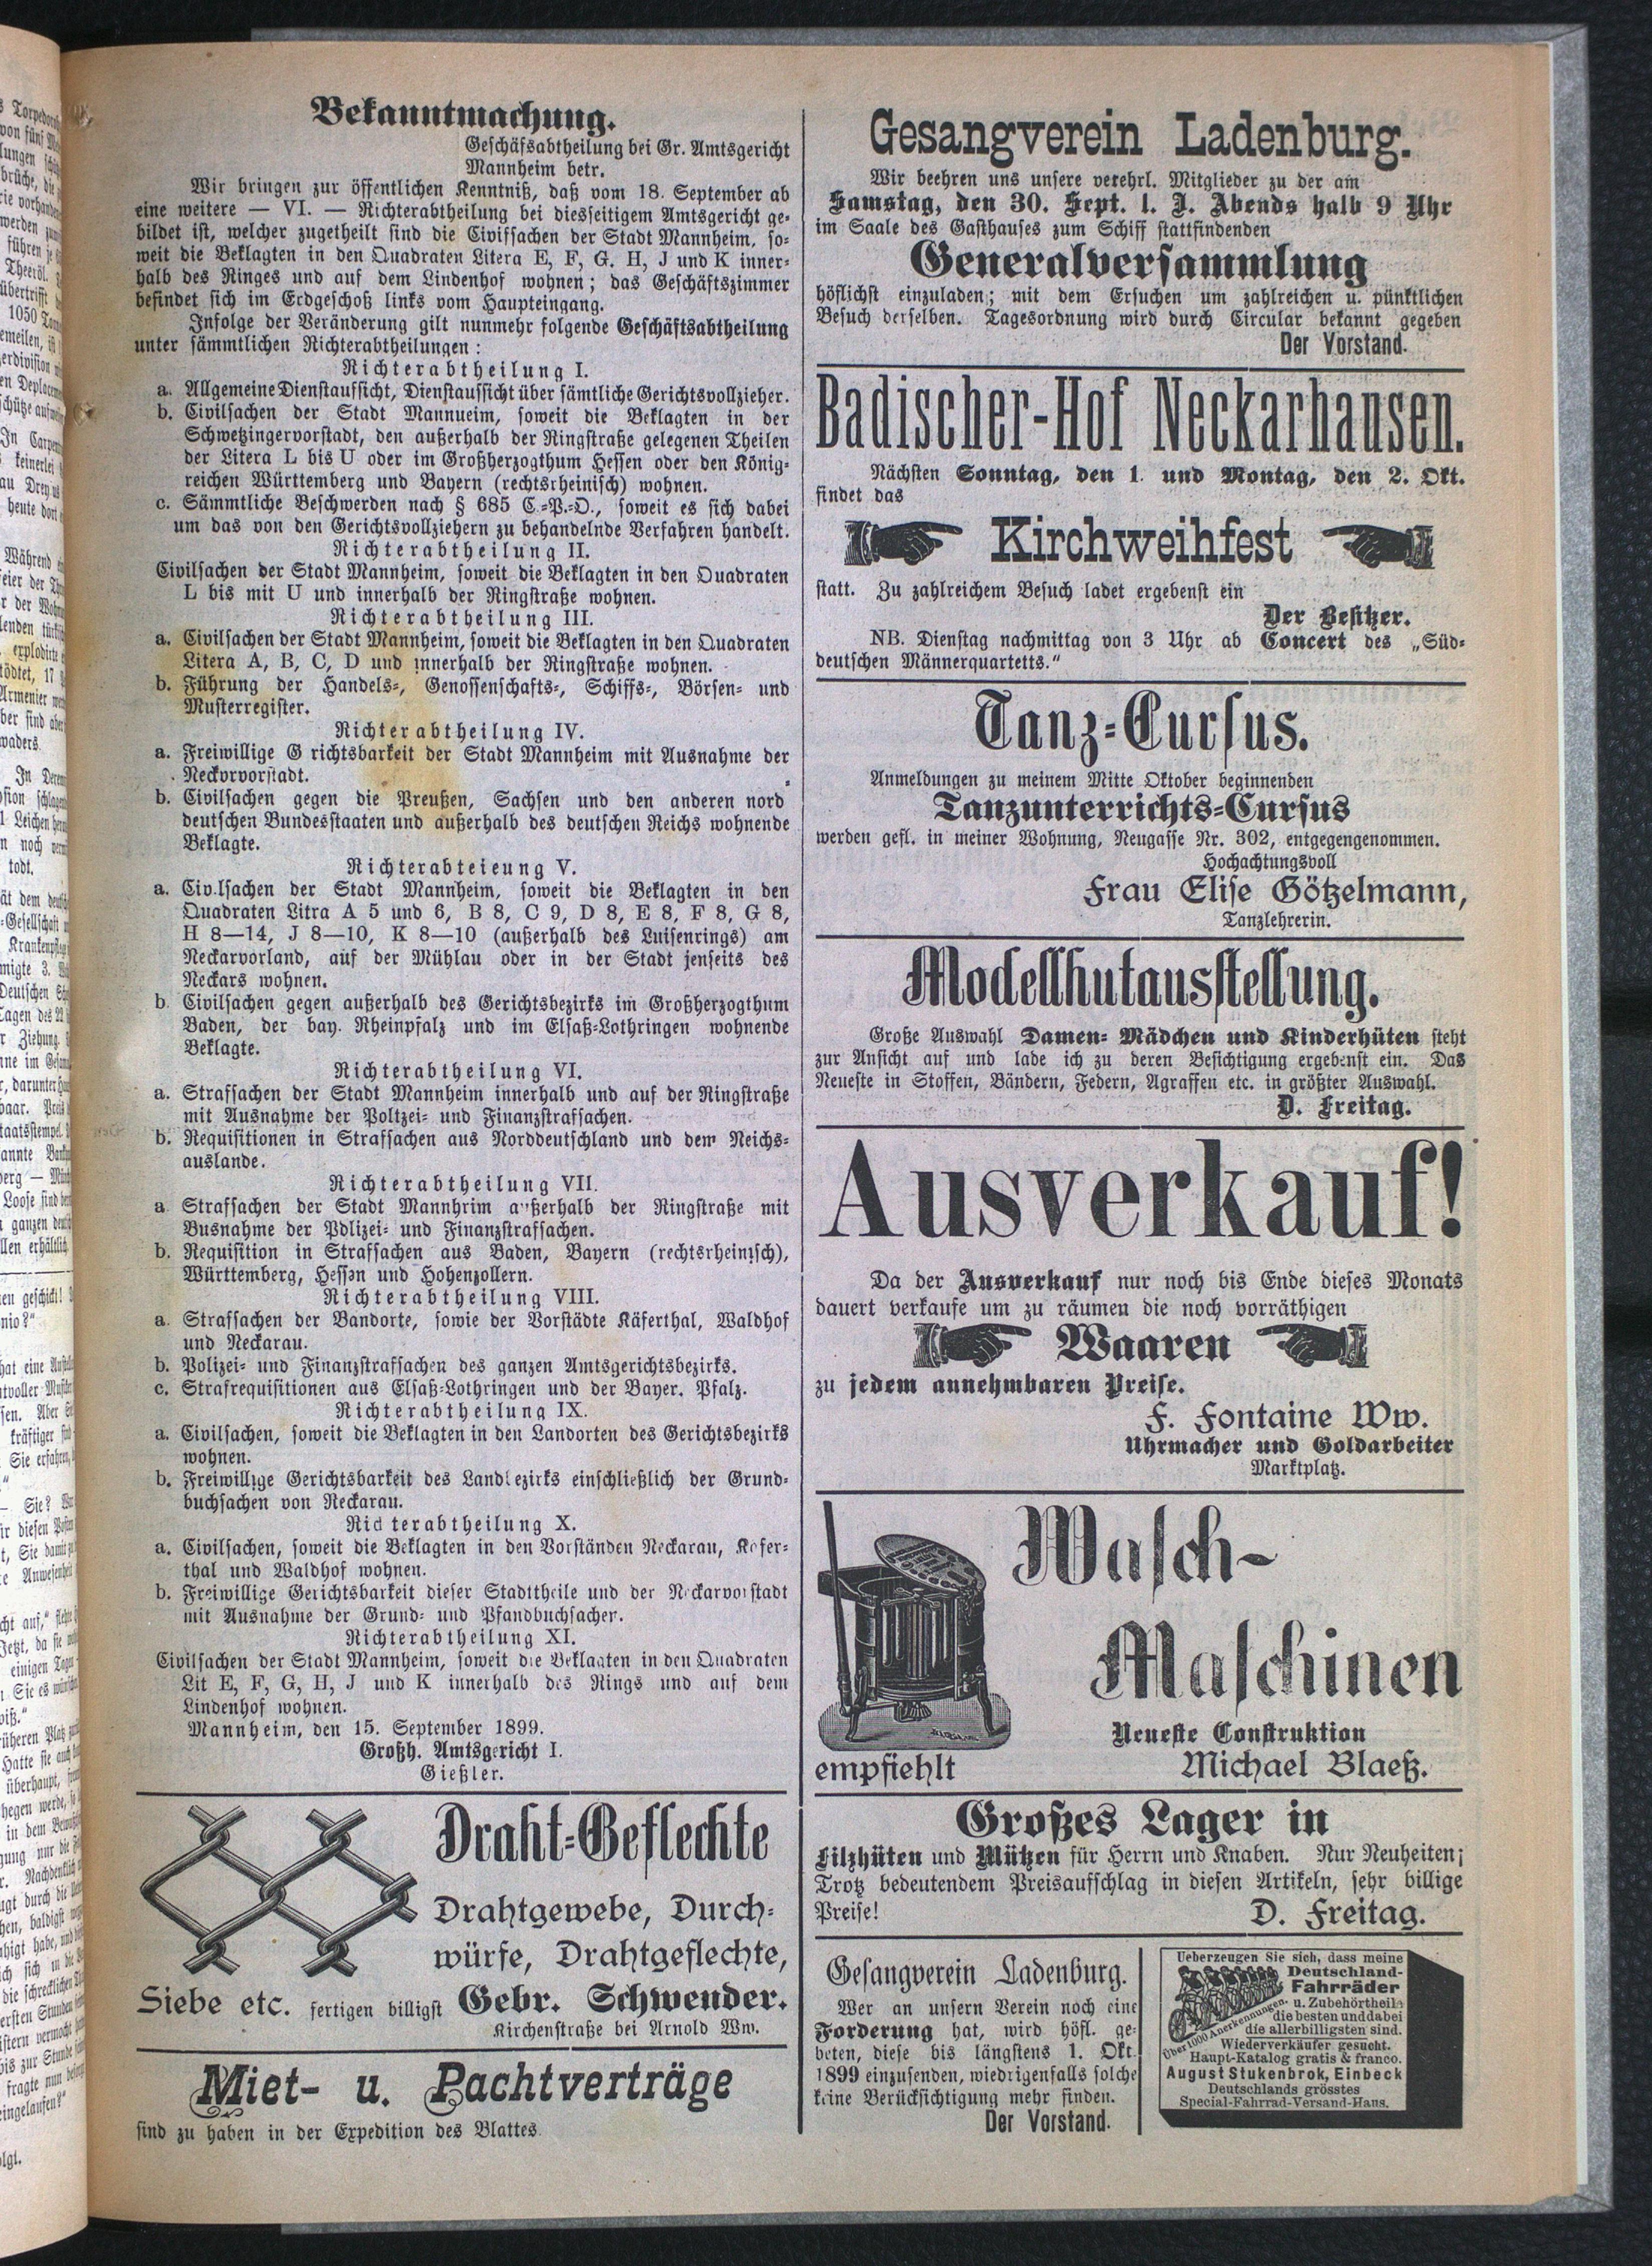 Bekanntmachung.
Geschäfsabtheilung bei Gr. Amtsgericht
Mannheim betr.
Wir bringen zur öffentlichen Kenntniß, daß vom 18. September ab
eine weitere — VI. — Richterabtheilung bei diesseitigem Amtsgericht ge-
bildet ist, welcher zugetheilt sind die Civilsachen der Stadt Mannheim, so-
weit die Beklagten in den Quadraten Litera E, F, G. H, J und K inner-
halb des Ringes und auf dem Lindenhof wohnen; das Geschäftszimmer
befindet sich im Erdgeschoß links vom Haupteingang.
Infolge der Veränderung gilt nunmehr folgende Geschäftsabtheilung
unter sämmtlichen Richterabtheilungen:
Richterabtheilung I.
a. Allgemeine Dienstaufsicht, Dienstaufsicht über sämtliche Gerichtsvollzieher.
b. Civilsachen der Stadt Mannueim, soweit die Beklagten in der
Schwetzingervorstadt, den außerhalb der Ringstraße gelegenen Theilen
der Litera L bis U oder im Großherzogthum Hessen oder den König-
reichen Württemberg und Bayern (rechtsrheinisch) wohnen.
c. Sämmtliche Beschwerden nach § 685 C.-P.-O., soweit es sich dabei
um das von den Gerichtsvollziehern zu behandelnde Verfahren handelt.
Richterabtheilung II.
Civilsachen der Stadt Mannheim, soweit die Beklagten in den Quadraten
L bis mit U und innerhalb der Ringstraße wohnen.
Richterabtheilung III.
a. Civilsachen der Stadt Mannheim, soweit die Beklagten in den Quadraten
Litera A, B, C, D und innerhalb der Ringstraße wohnen.
b. Führung der Handels-, Genossenschafts-, Schiffs-, Börsen- und
Musterregister.
Richterabtheilung IV.
a. Freiwillige G richtsbarkeit der Stadt Mannheim mit Ausnahme der
Neckvrvorstadt.
b. Civilsachen gegen die Preußen, Sachsen und den anderen nord
deutschen Bundesstaaten und außerhalb des deutschen Reichs wohnende
Beklagte.
Richterabteieung V.
a. Civ.lsachen der Stadt Mannheim, soweit die Beklagten in den
Quadraten Litra A 5 und 6, B 8, C 9, D 8, E 8, F 8, G 8,
H 8—14, J 8—10, K 8—10 (außerhalb des Luisenrings) am
Neckarvorland, auf der Mühlau oder in der Stadt jenseits des
Neckars wohnen.
b. Civilsachen gegen außerhalb des Gerichtsbezirks im Großherzogthum
Baden, der bay. Rheinpfalz und im Elsaß-Lothringen wohnende
Beklagte.
Richterabtheilung VI.
a. Strafsachen der Stadt Mannheim innerhalb und auf der Ringstraße
mit Ausnahme der Poltzei- und Finanzstrafsachen.
b. Requisitionen in Strafsachen aus Norddeutschland und dem Reichs-
auslande.
Richterabtheilung VII.
a. Strafsachen der Stadt Mannhrim außerhalb der Ringstraße mit
Busnahme der Polizei- und Finanzstrafsachen.
b. Requisition in Strafsachen aus Baden, Bayern (rechtsrheinisch),
Württemberg, Hessen und Hohenzollern.
Richterabtheilung VIII.
a. Strafsachen der Bandorte, sowie der Vorstädte Käferthal, Waldhof
und Neckarau.
b. Polizei- und Finanzstrafsachen des ganzen Amtsgerichtsbezirks.
c. Strafrequisitionen aus Elsaß-Lothringen und der Bayer. Pfalz.
Richterabtheilung IX.
a. Civilsachen, soweit die Beklagten in den Landorten des Gerichtsbezirks
wohnen.
b. Freiwillige Gerichtsbarkeit des Landbezirks einschließlich der Grund-
buchsachen von Neckarau.
Richterabtheilung X.
a. Civilsachen, soweit die Beklagten in den Vorständen Neckarau, Käfer-
thal und Waldhof wohnen.
b. Freiwillige Gerichtsbarkeit dieser Stadttheile und der Neckarvorstadt
mit Ausnahme der Grund- und Pfandbuchsachen.
Richterabtheilung XI.
Civilsachen der Stadt Mannheim, soweit die Beklagten in den Quadraten
Lit E, F, G, H, J und K innerhalb des Rings und auf dem
Lindenhof wohnen.
Mannheim, den 15. September 1899.
Großh. Amtsgericht I.
Gießler.
Draht-Geflechte
Drahtgewebe, Durch-
würfe, Drahtgeflechte,
Siebe etc. fertigen billigst Gebr. Schwender.
Kirchenstraße bei Arnold Ww.
Miet- u. Pachtverträge
sind zu haben in der Expedition des Blattes
Gesangverein Ladenburg.
Wir beehren uns unsere verehrl. Mitglieder zu der am
Samstag, den 30. Sept. l. J. Abends halb 9 Uhr
im Saale des Gasthauses zum Schiff stattfindenden
Generalversammlung
höflichst einzuladen; mit dem Ersuchen um zahlreichen u. pünktlichen
Besuch derselben. Tagesordnung wird durch Circular bekannt gegeben
Der Vorstand.
Badischer-Hof Neckarhausen.
Nächsten Sonntag, den 1. und Montag, den 2. Okt.
findet das
Kirchweihfest
statt. Zu zahlreichem Besuch ladet ergebenst ein
Der Besitzer.
NB. Dienstag nachmittag von 3 Uhr ab Concert des „Süd-
deutschen Männerquartetts."
Tanz-Cursus.
Anmeldungen zu meinem Mitte Oktober beginnenden
Tanzunterrichts-Cursus
werden gefl. in meiner Wohnung, Neugasse Nr. 302, entgegengenommen.
Hochachtungsvoll
Frau Elise Götzelmann,
Tanzlehrerin.
Modellhutausstellung.
Große Auswahl Damen- Mädchen und Kinderhüten steht
zur Ansicht auf und lade ich zu deren Besichtigung ergebenst ein. Das
Neueste in Stoffen, Bändern, Federn, Agraffen etc. in größter Auswahl.
D. Freitag.
Ausverkauf!
Da der Ausverkauf nur noch bis Ende dieses Monats
dauert verkaufe um zu räumen die noch vorräthigen
Waaren
zu jedem annehmbaren Preise.
F. Fontaine Ww.
Uhrmacher und Goldarbeiter
Marktplatz.
Wasch-
Maschinen
Neueste Construktion
empfiehlt Michael Blaeß.
Großes Lager in
Filzhüten und Mützen für Herrn und Knaben. Nur Neuheiten;
Trotz bedeutendem Preisaufschlag in diesen Artikeln, sehr billige
Preise! D. Freitag.
Gesangverein Ladenburg.
Wer an unsern Verein noch eine
Forderung hat, wird höfl. ge-
beten, diese bis längstens 1. Okt.
1899 einzusenden, wiedrigenfalls solche
keine Berücksichtigung mehr finden.
Der Vorstand.
Ueberzeugen Sie sich, dass meine
Deutschland-
Fahrräder
u. Zubehörtheile
die besten und dabei
die allerbilligsten sind.
über 1000 Anerkennungen.
Wiederverkäufer gesucht.
Haupt-Katalog gratis & franco.
August Stukenbrok, Einbeck
Deutschlands grösstes
Special-Fahrrad-Versand-Haus.